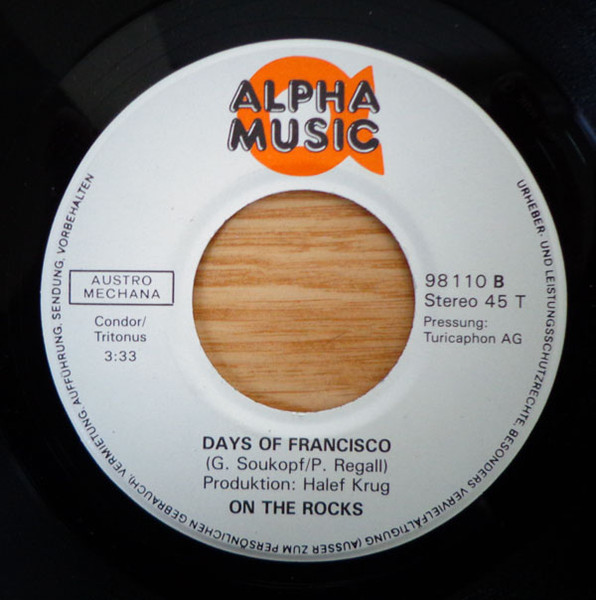 ALPHA
MUSIC
AUSTRO
MECHANA
Condor/
Tritonus
3:33
98110 B
Stereo 45 T
Pressung:
Turicaphon AG
DAYS OF FRANCISCO
(G. Soukopf/P. Regall)
Produktion: Halef Krug
ON THE ROCKS
URHEBER- UND LEISTUNGSSCHUTZRECHTE, BESONDERS VERVIELFÄLTIGUNG (AUSSER ZUM PERSÖNLICHEN GEBRAUCH), VERMIETUNG, AUFFÜHRUNG, SENDUNG, VORBEHALTEN